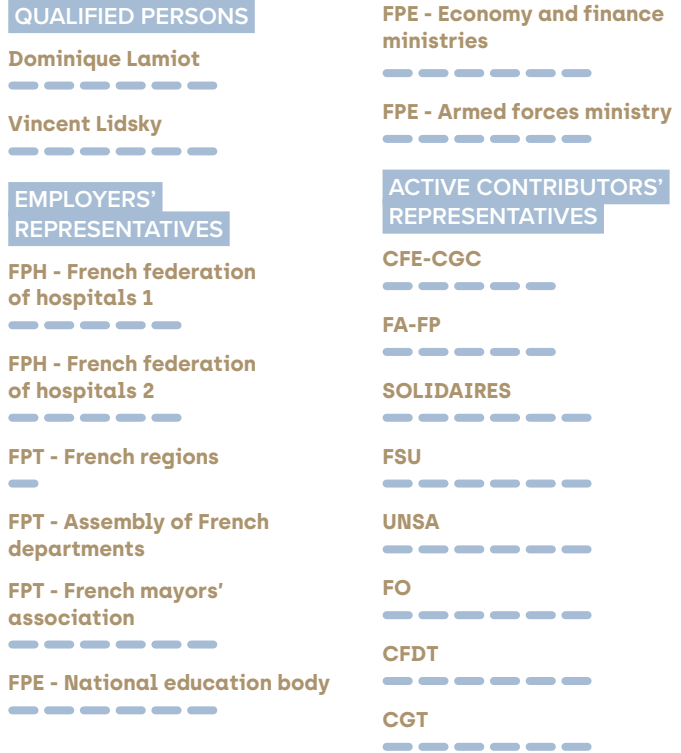 QUALIFIED PERSONS
Dominique Lamiot
Vincent Lidsky
EMPLOYERS’
REPRESENTATIVES
FPH - French federation
of hospitals 1
FPH - French federation
of hospitals 2
FPT - French regions
FPT - Assembly of French
departments
FPT - French mayors’
association
FPE - National education body
FPE - Economy and finance
ministries
FPE - Armed forces ministry
ACTIVE CONTRIBUTORS’
REPRESENTATIVES
CFE-CGC
FA-FP
SOLIDAIRES
FSU
UNSA
FO
CFDT
CGT